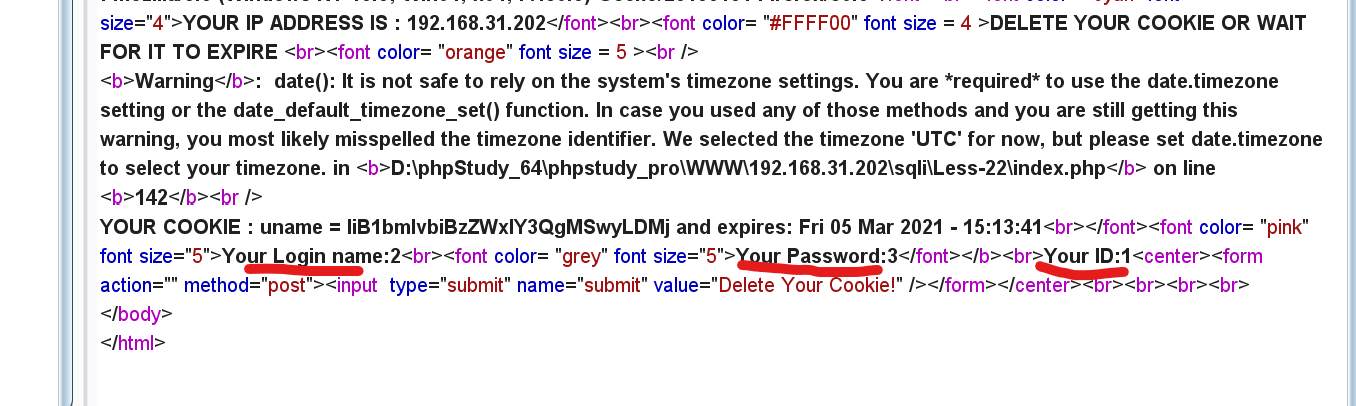 size="4">YOUR IP ADDRESS IS : 192.168.31.202</font><br><font color= "#FFFF00" font size = 4 >DELETE YOUR COOKIE OR WAIT
FOR IT TO EXPIRE <br><font color= "orange" font size = 5 ><br />
<b>Warning</b>:  date(): It is not safe to rely on the system's timezone settings. You are *required* to use the date.timezone
setting or the date_default_timezone_set() function. In case you used any of those methods and you are still getting this
warning, you most likely misspelled the timezone identifier. We selected the timezone 'UTC' for now, but please set date.timezone
to select your timezone. in <b>D:\phpStudy_64\phpstudy_pro\WWW\192.168.31.202\sqli\Less-22\index.php</b> on line
<b>142</b><br />
YOUR COOKIE : uname = IiB1bmlvbiBzZWxlY3QgMSwyLDMj and expires: Fri 05 Mar 2021 - 15:13:41<br></font><font color= "pink"
font size="5">Your Login name:2<br><font color= "grey" font size="5">Your Password:3</font></b><br>Your ID:1<center><form
action="" method="post"><input  type="submit" name="submit" value="Delete Your Cookie!" /></form></center><br><br><br><br>
</body>
</html>